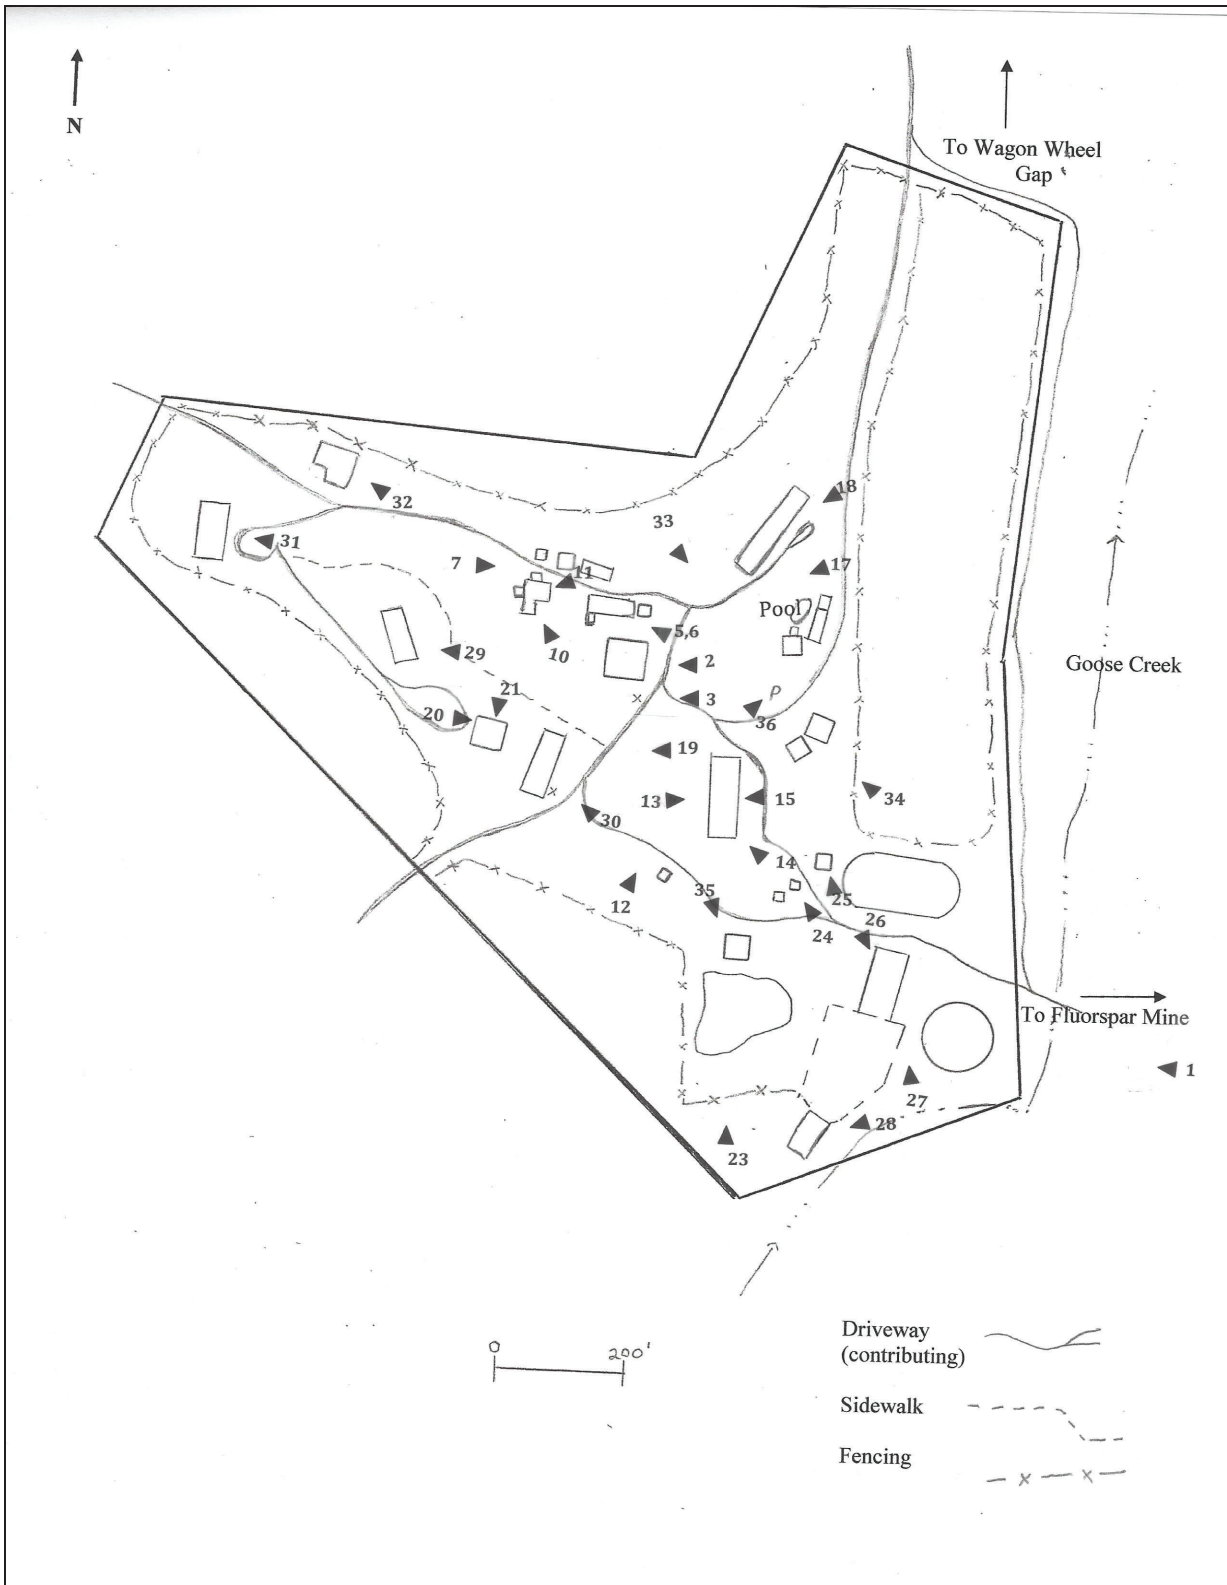 N
To Wagon Wheel
Gap
18
32
33
31
7
11
17
Pool
5,6
10
2
29
Goose Creek
21
3
P
20
36
19
13
15
34
30
14
35
25
12
24
26
To Fluorspar Mine
1
27
28
23
0
200'
Driveway
(contributing)
Sidewalk
Fencing